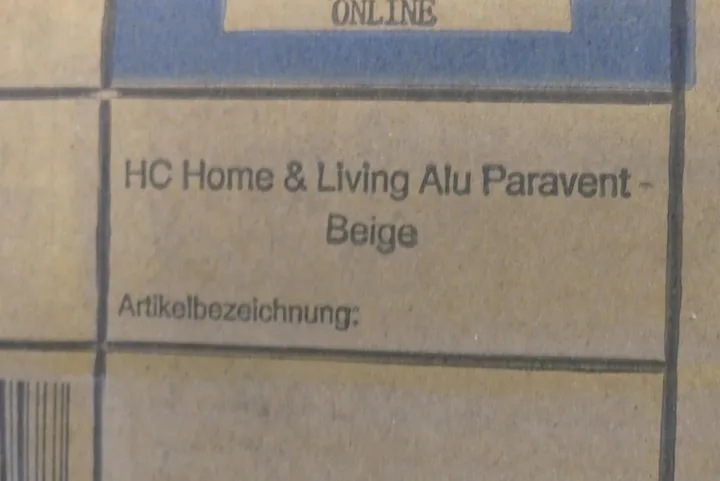 ONLINE
HC Home & Living Alu Paravent -
Beige
Artikelbezeichnung: